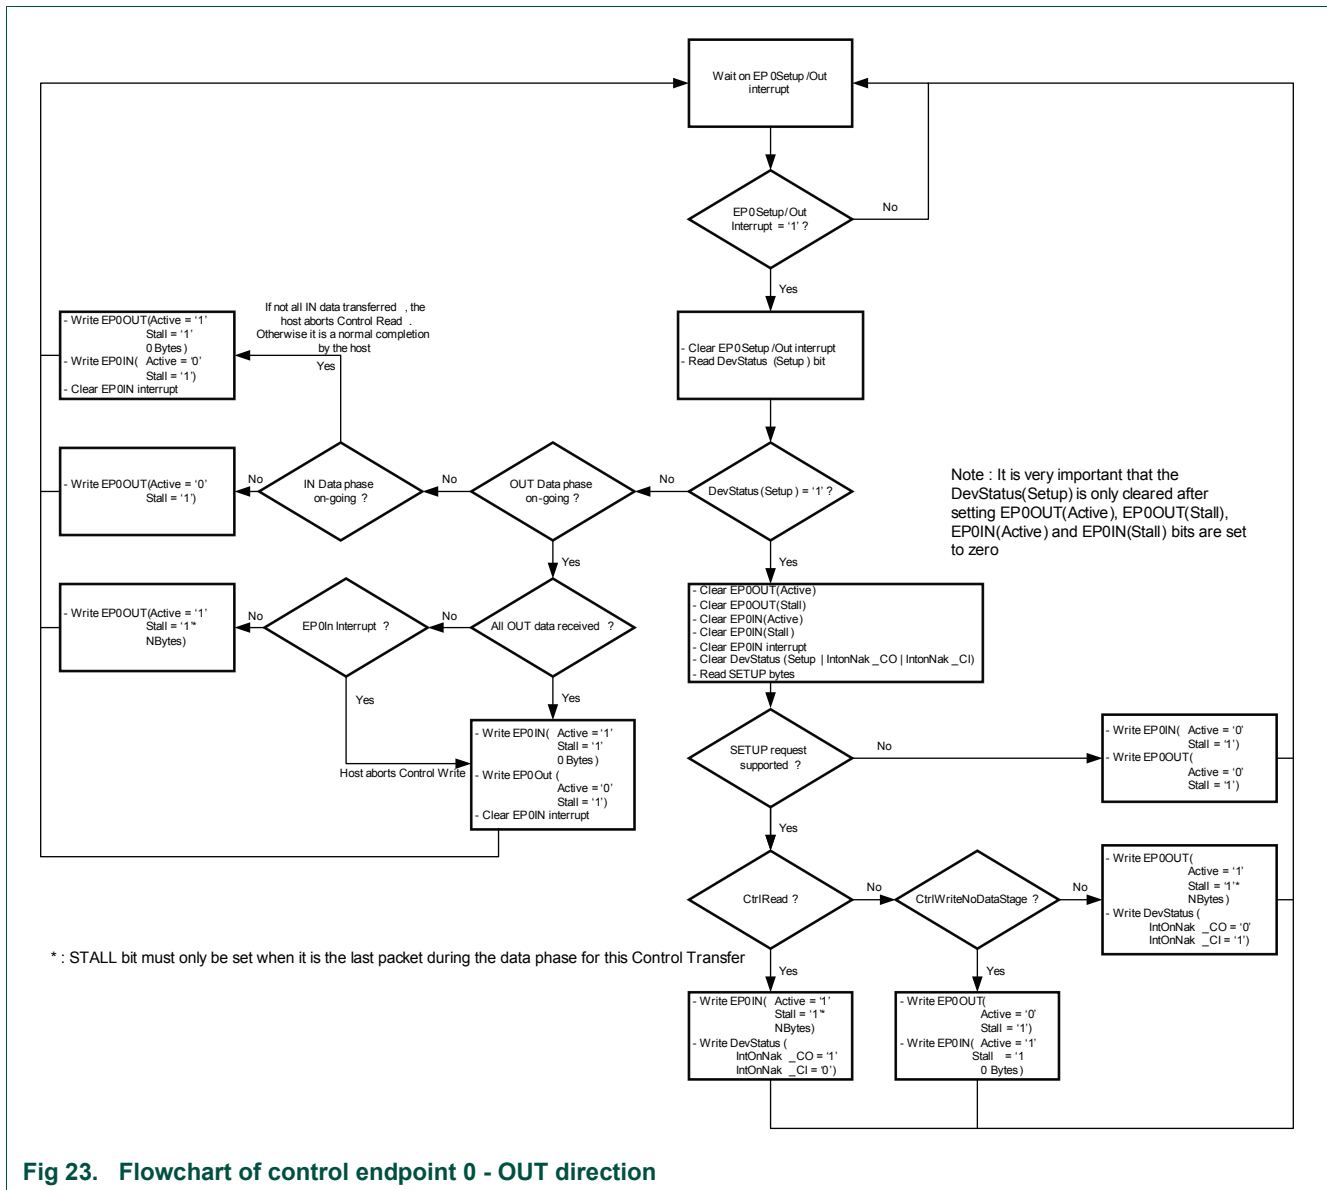 Wait on EP0Setup/Out
interrupt
EP0Setup/Out
Interrupt = '1' ?
No
Yes
If not all IN data transferred , the
host aborts Control Read .
Otherwise it is a normal completion
by the host
- Write EP0OUT(Active = '1'
Stall = '1'
0 Bytes)
- Write EP0IN( Active = '0'
Stall = '1')
- Clear EP0IN interrupt
Yes
- Clear EP0Setup/Out interrupt
- Read DevStatus (Setup) bit
- Write EP0OUT(Active = '0'
Stall = '1')
No
IN Data phase
on-going ?
No
OUT Data phase
on-going ?
No
DevStatus (Setup) = '1' ?
Note : It is very important that the
DevStatus(Setup) is only cleared after
setting EP0OUT(Active), EP0OUT(Stall),
EP0IN(Active) and EP0IN(Stall) bits are set
to zero
Yes
Yes
- Write EP0OUT(Active = '1'
Stall = '1'*
NBytes)
No
EP0In Interrupt ?
No
All OUT data received ?
- Clear EP0OUT(Active)
- Clear EP0OUT(Stall)
- Clear EP0IN(Active)
- Clear EP0IN(Stall)
- Clear EP0IN interrupt
- Clear DevStatus (Setup | IntonNak _CO | IntonNak _CI)
- Read SETUP bytes
Yes
Yes
Host aborts Control Write
- Write EP0IN( Active = '1'
Stall = '1'
0 Bytes)
- Write EP0Out (
Active = '0'
Stall = '1')
- Clear EP0IN interrupt
SETUP request
supported ?
No
- Write EP0IN( Active = '0'
Stall = '1')
- Write EP0OUT(
Active = '0'
Stall = '1')
Yes
CtrlRead ?
No
CtrlWriteNoDataStage ?
No
- Write EP0OUT(
Active = '1'
Stall = '1'*
NBytes)
- Write DevStatus (
IntOnNak _CO = '0'
IntOnNak _CI = '1')
* : STALL bit must only be set when it is the last packet during the data phase for this Control Transfer
Yes
Yes
- Write EP0IN( Active = '1'
Stall = '1'*
NBytes)
- Write DevStatus (
IntOnNak _CO = '1'
IntOnNak _CI = '0')
- Write EP0OUT(
Active = '0'
Stall = '1')
- Write EP0IN( Active = '1'
Stall = '1
0 Bytes)
Fig 23. Flowchart of control endpoint 0 - OUT direction